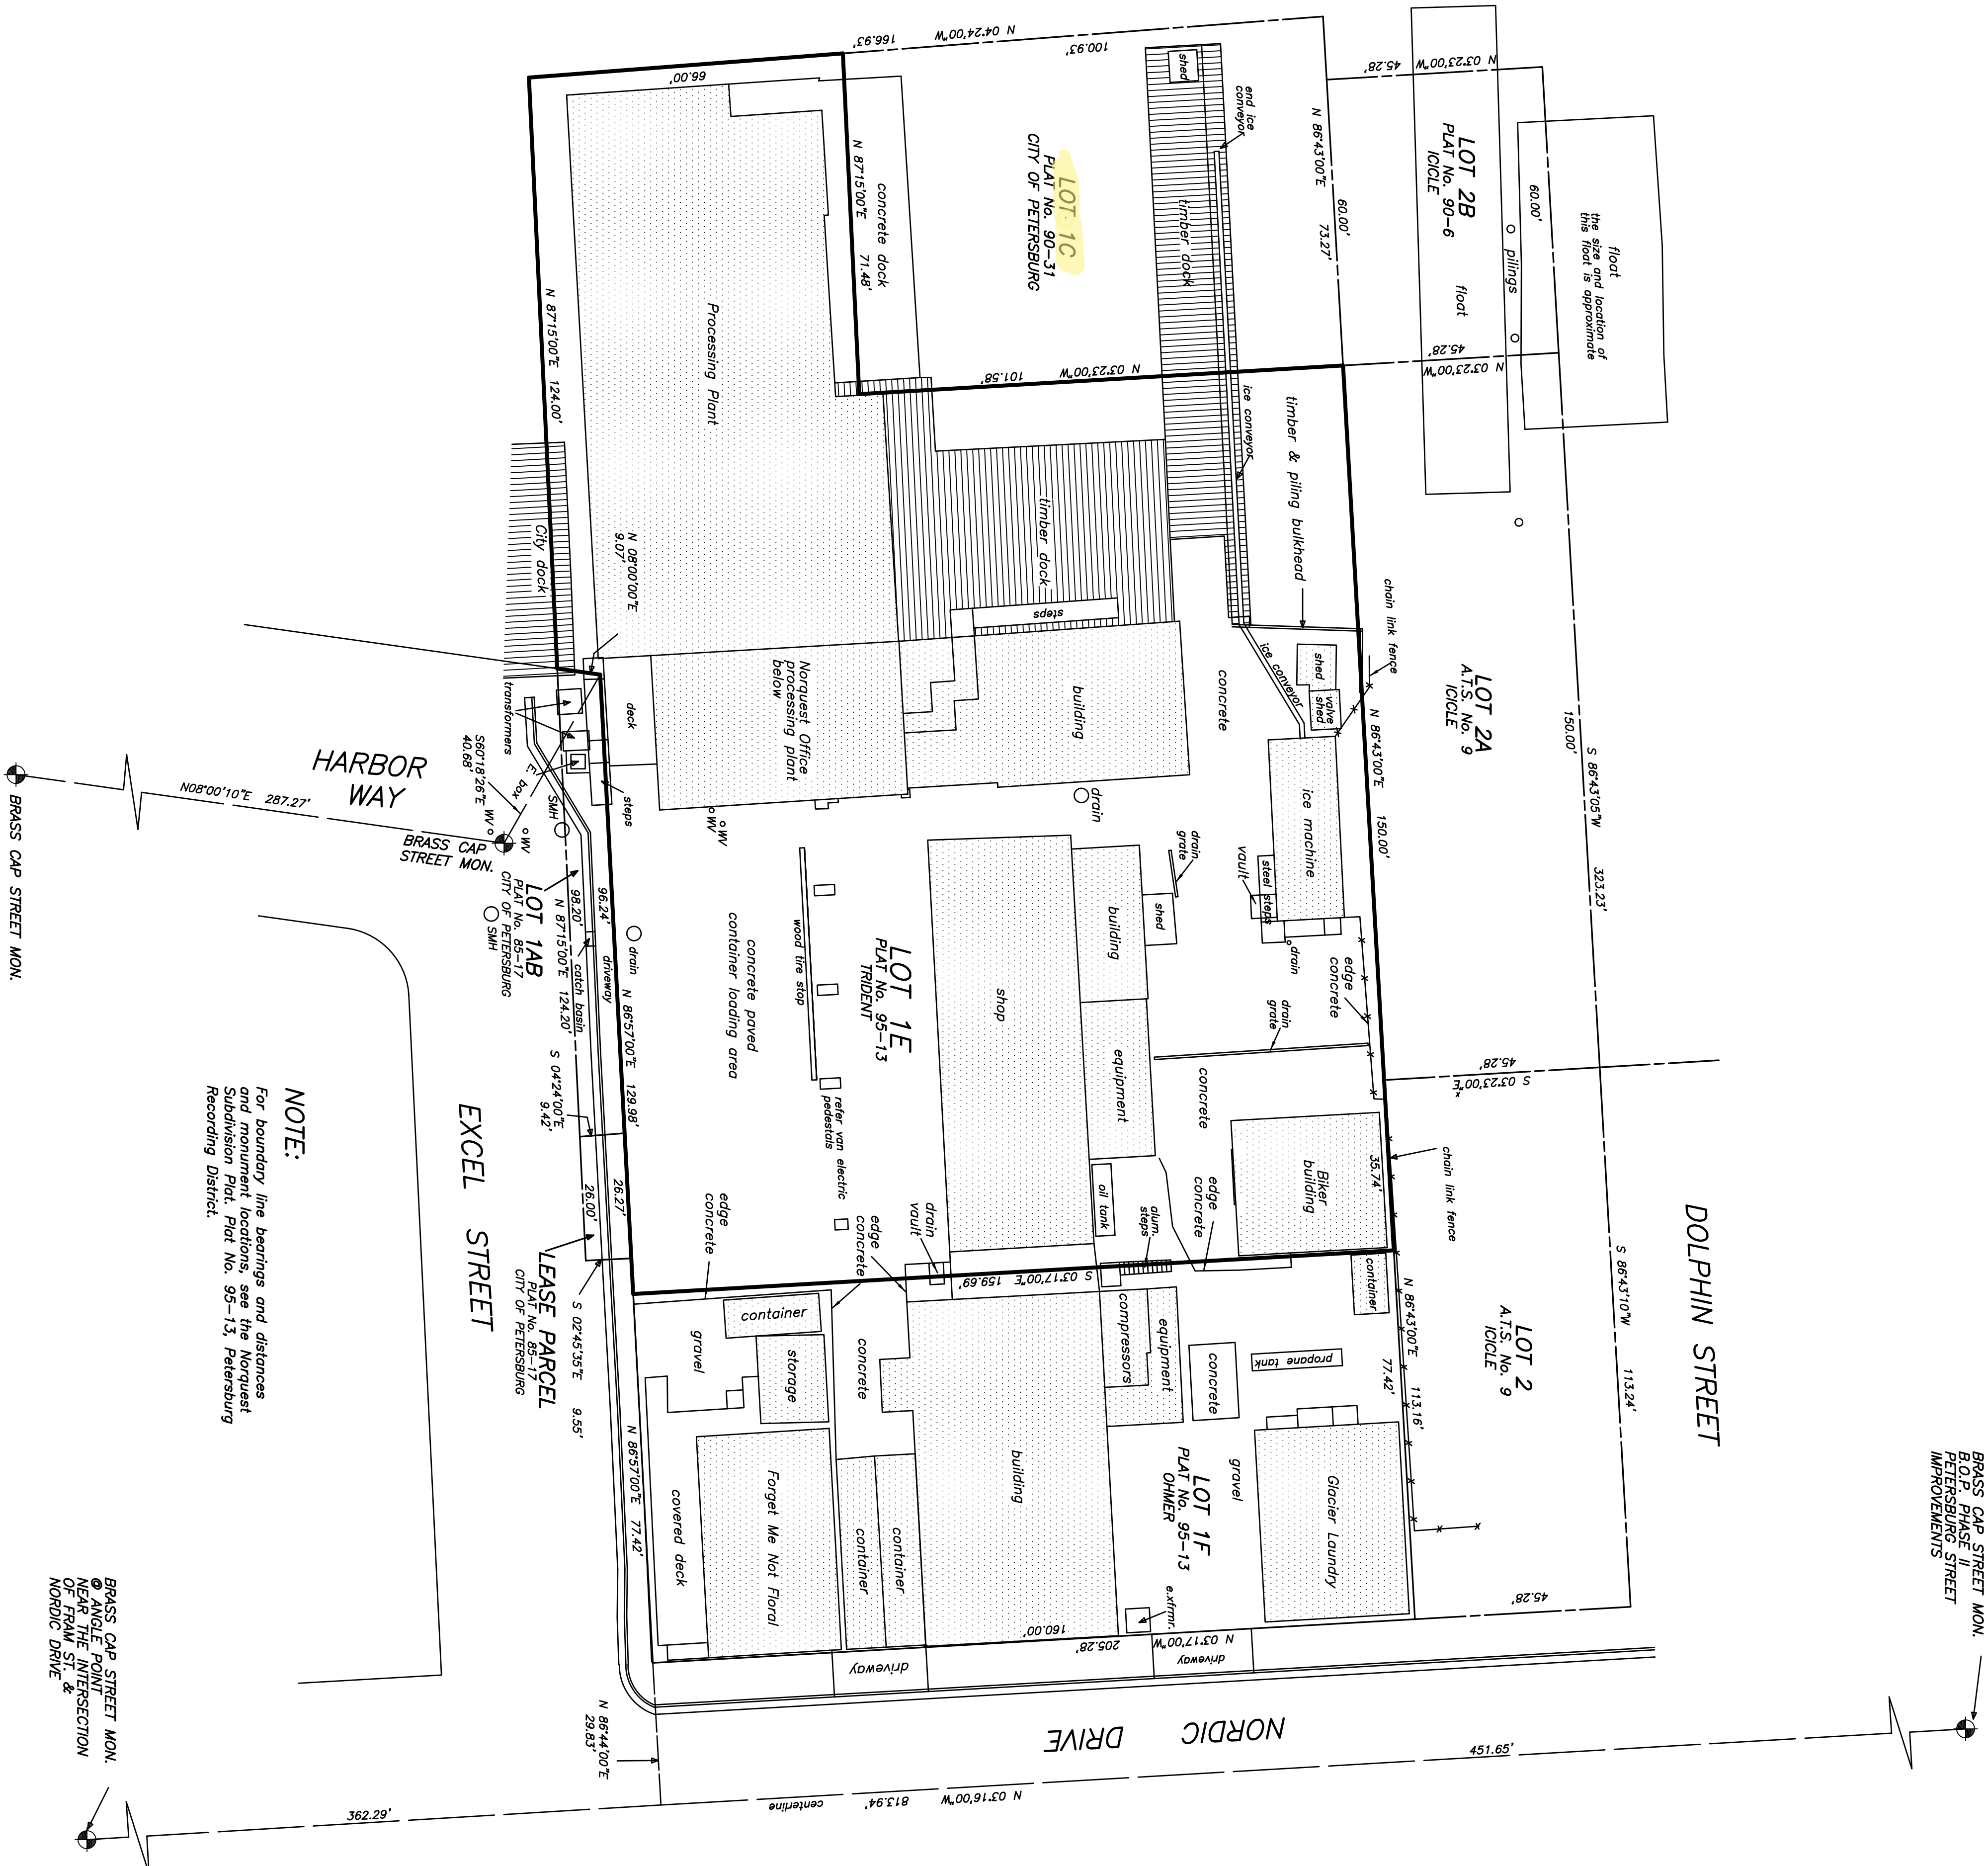 166.93'
N 04°24'00"W
100.93'
66.00'
N 03°23'00"W 45.28'
shed
end ice
conveyor
N 86°43'00"E
60.00'
73.27'
LOT 2B
PLAT No. 90-6
ICICLE
float
pilings
60.00'
float
the size and location of
this float is approximate
LOT 1C
PLAT No. 90-31
CITY OF PETERSBURG
concrete dock
N 87°15'00"E 71.48'
timber dock
N 87°15'00"E 124.00'
Processing Plant
101.58'
N 03°23'00"W
45.28'
N 03°23'00"W
ice conveyor
timber & piling bulkhead
chain link fence
LOT 2A
A.T.S. No. 9
ICICLE
150.00'
S 86°43'05"W 323.23'
City dock
N 08°00'00"E
9.07'
timber dock
steps
Norquest Office
processing plant
below
building
concrete
ice conveyor
shed
valve
shed
N 86°43'00"E 150.00'
ice machine
deck
steps
transformers
E. box
S60°18'26"E
40.68'
WV
WV
SMH
HARBOR
WAY
N08°00'10"E 287.27'
BRASS CAP
STREET MON.
BRASS CAP STREET MON.
WV
WV
drain
drain
grate
vault
steel steps
drain
edge
concrete
drain
grate
LOT 1AB
PLAT No. 85-17
CITY OF PETERSBURG
SMH
96.24'
98.20'
N 87°15'00"E 124.20'
catch basin
driveway
drain
N 86°57'00"E 129.98'
S 04°24'00"E
9.42'
concrete paved
container loading area
wood tire stop
LOT 1E
PLAT No. 95-13
TRIDENT
refer van electric
pedestals
shop
building
shed
equipment
concrete
oil tank
alum.
steps
edge
concrete
Biker
building
35.74'
chain link fence
45.28'
S 03°23'00"E
NOTE:
For boundary line bearings and distances
and monument locations, see the Norquest
Subdivision Plat. Plat No. 95-13, Petersburg
Recording District.
EXCEL STREET
26.27'
26.00'
LEASE PARCEL
PLAT No. 85-17
CITY OF PETERSBURG
S 02°45'35"E 9.55'
edge
concrete
edge
concrete
drain
vault
S 03°17'00"E 159.69'
container
gravel
storage
concrete
compressors
equipment
concrete
propane tank
container
N 86°43'00"E 113.16'
77.42'
LOT 2
A.T.S. No. 9
ICICLE
S 86°43'10"W 113.24'
DOLPHIN STREET
N 86°57'00"E 77.42'
covered deck
Forget Me Not Floral
container
container
building
LOT 1F
PLAT No. 95-13
OHMER
gravel
Glacier Laundry
e.xfrmr.
160.00'
205.28'
N 03°17'00"W
45.28'
driveway
driveway
N 86°44'00"E
29.83'
NORDIC DRIVE
362.29'
centerline
N 03°16'00"W 813.94'
451.65'
BRASS CAP STREET MON.
@ ANGLE POINT
NEAR THE INTERSECTION
OF FRAM ST. &
NORDIC DRIVE
BRASS CAP STREET MON.
B.O.P. PHASE II
PETERSBURG STREET
IMPROVEMENTS